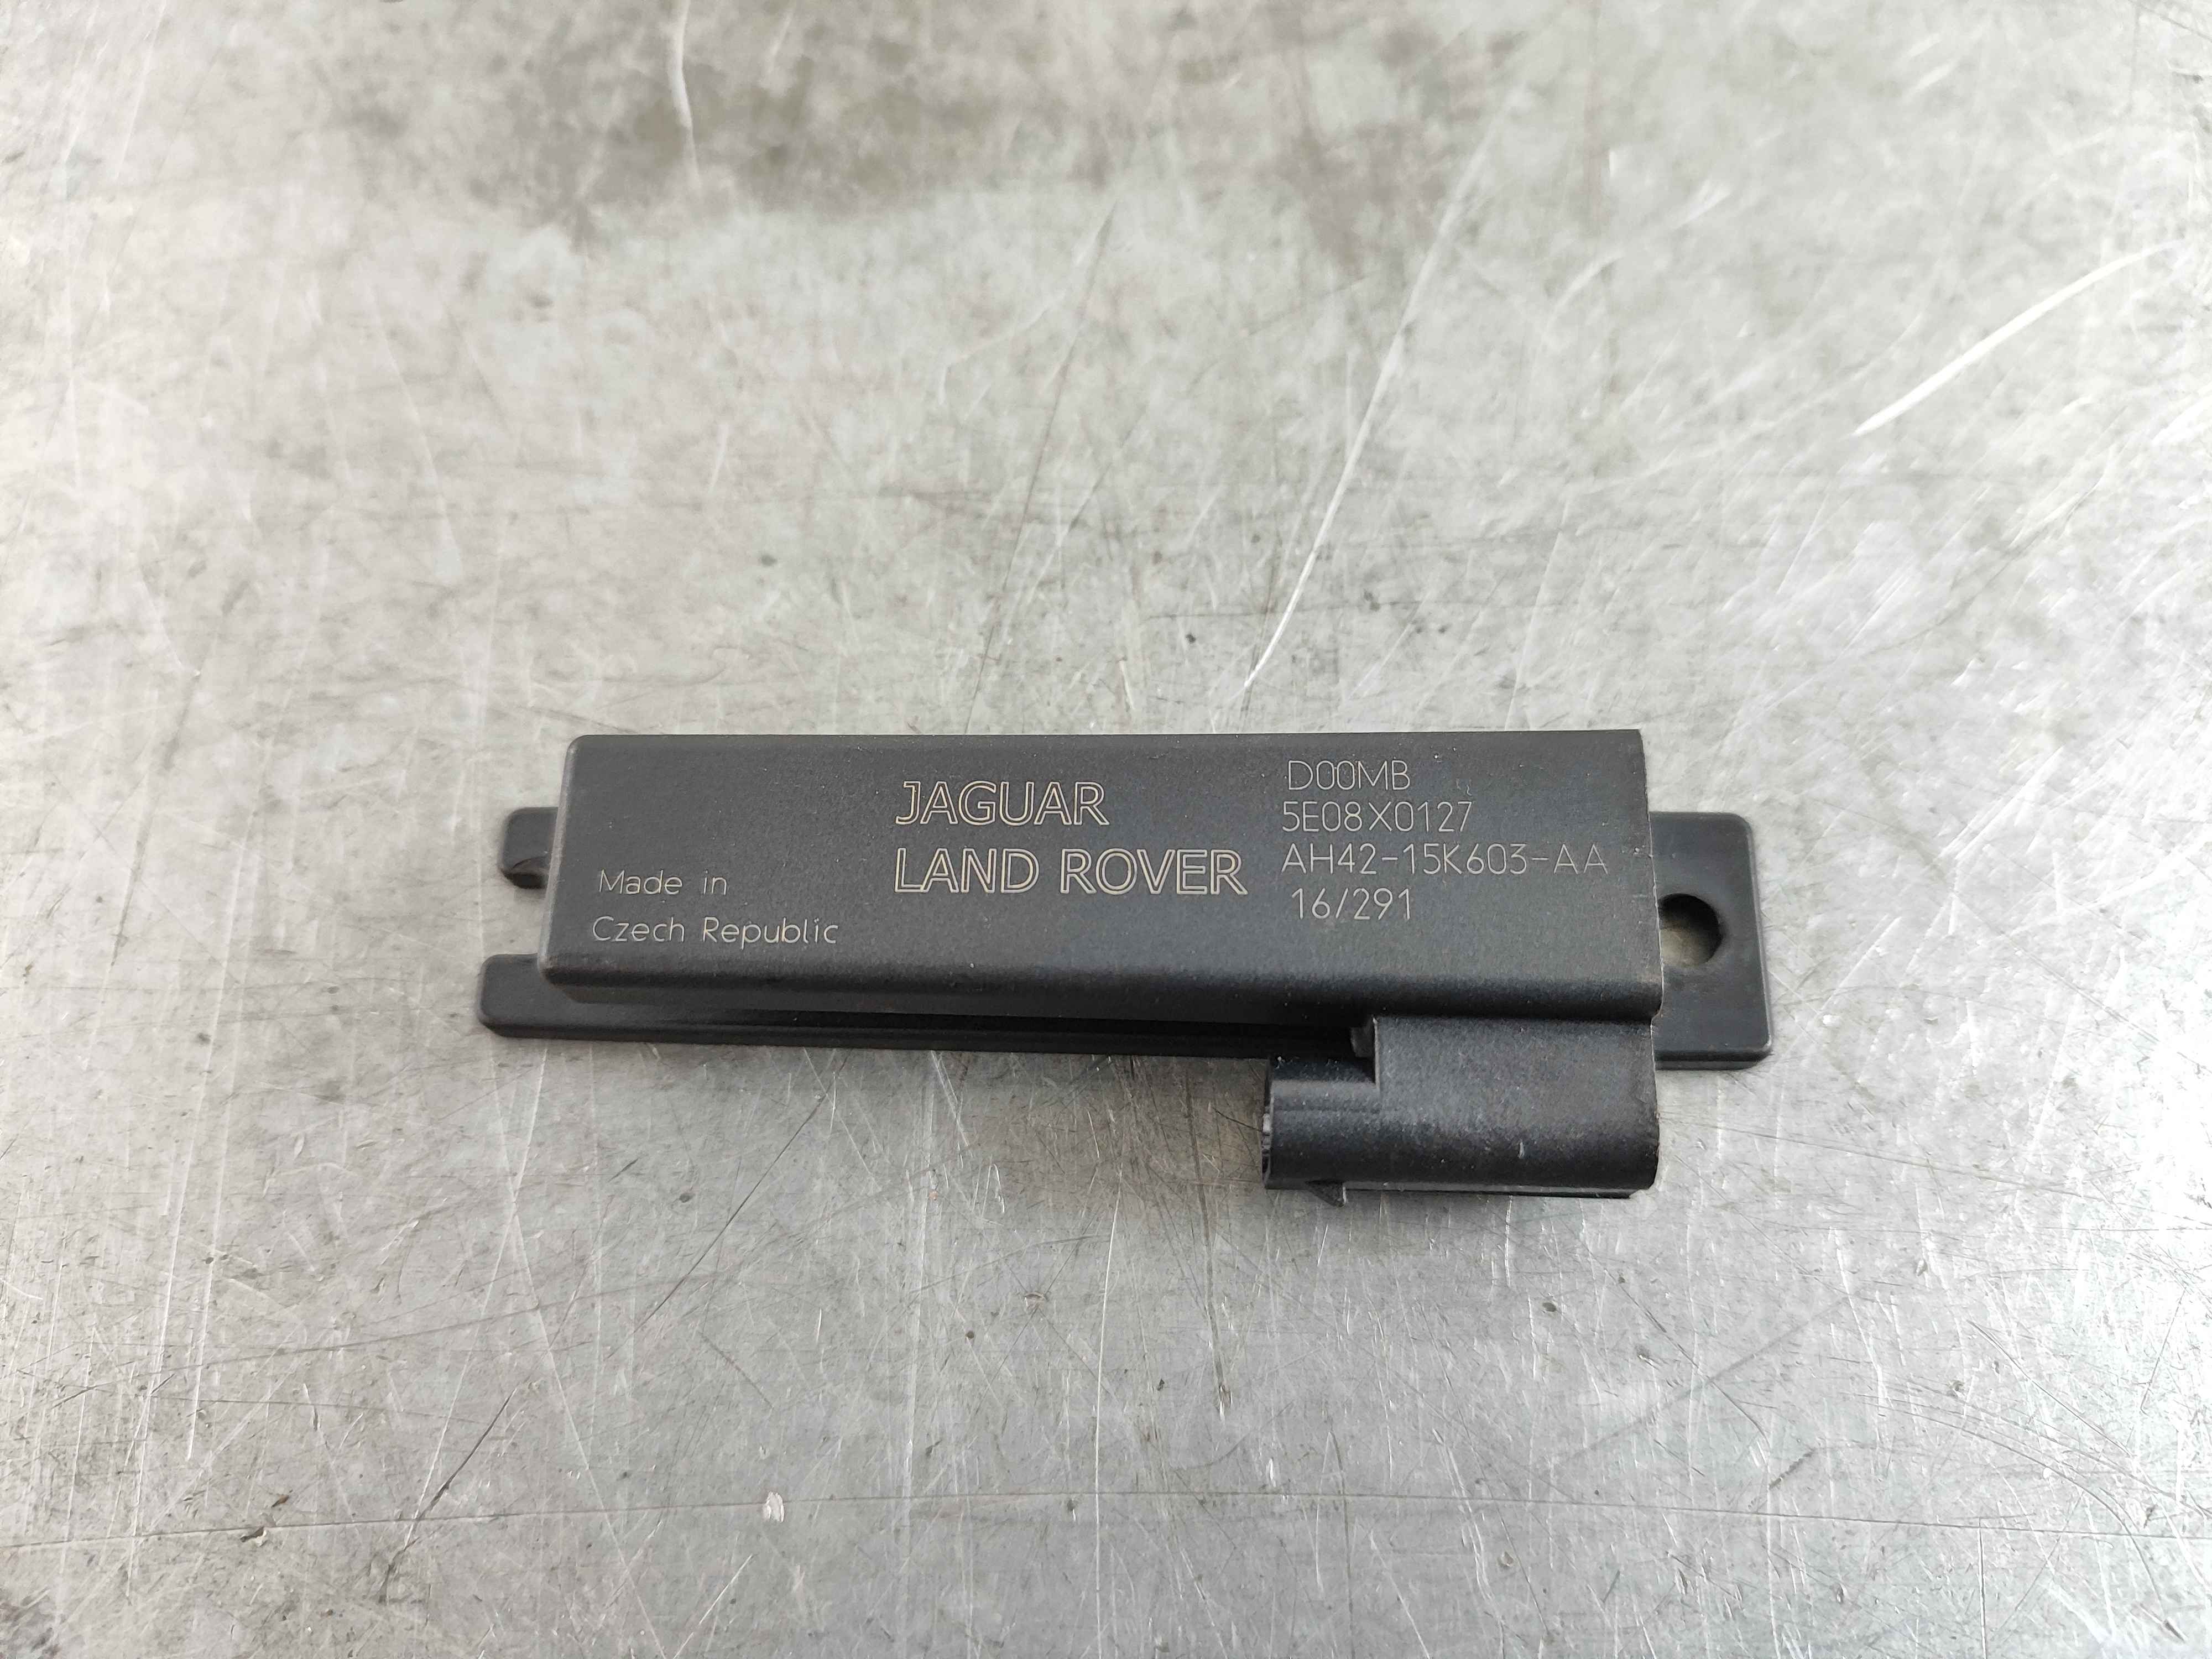 Made in
Czech Republic
JAGUAR
LAND ROVER
D00MB
5E08X0127
AH42-15K603-AA
16/291